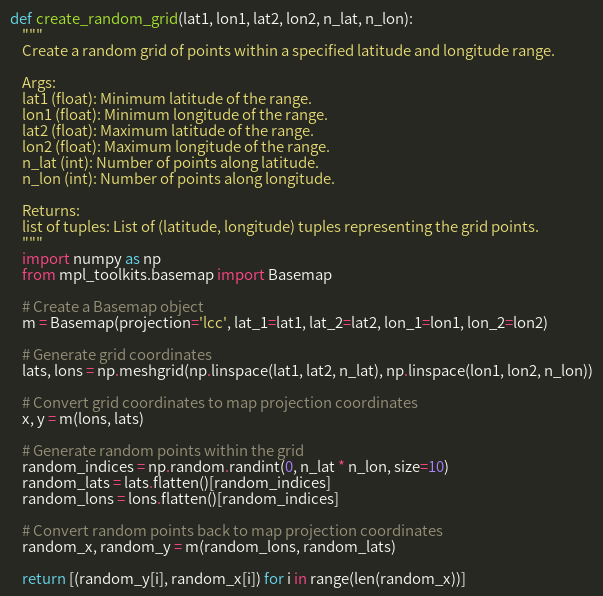 def create_random_grid(lat1, lon1, lat2, lon2, n_lat, n_lon):
"""
Create a random grid of points within a specified latitude and longitude range.
Args:
lat1 (float): Minimum latitude of the range.
lon1 (float): Minimum longitude of the range.
lat2 (float): Maximum latitude of the range.
lon2 (float): Maximum longitude of the range.
n_lat (int): Number of points along latitude.
n_lon (int): Number of points along longitude.
Returns:
list of tuples: List of (latitude, longitude) tuples representing the grid points.
"""
import numpy as np
from mpl_toolkits.basemap import Basemap
# Create a Basemap object
m = Basemap(projection='lcc', lat_1=lat1, lat_2=lat2, lon_1=lon1, lon_2=lon2)
# Generate grid coordinates
lats, lons = np.meshgrid(np.linspace(lat1, lat2, n_lat), np.linspace(lon1, lon2, n_lon))
# Convert grid coordinates to map projection coordinates
x, y = m(lons, lats)
# Generate random points within the grid
random_indices = np.random.randint(0, n_lat * n_lon, size=10)
random_lats = lats.flatten()[random_indices]
random_lons = lons.flatten()[random_indices]
# Convert random points back to map projection coordinates
random_x, random_y = m(random_lons, random_lats)
return [(random_y[i], random_x[i]) for i in range(len(random_x))]